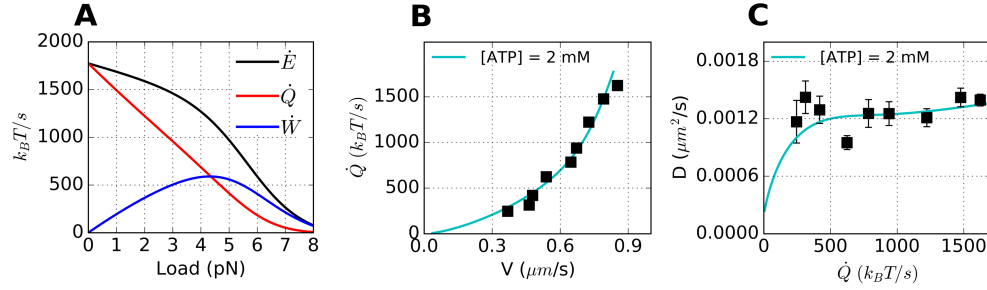 A
2000
1500
1000
500
0
k_BT/s
Ė
Q̇
Ẇ
0 1 2 3 4 5 6 7 8
Load (pN)
B
[ATP] = 2 mM
1500
1000
500
0
Q̇ (k_BT/s)
0.0 0.3 0.6 0.9
V (μm/s)
C
[ATP] = 2 mM
0.0018
0.0012
0.0006
0.0000
D (μm²/s)
0 500 1000 1500
Q̇ (k_BT/s)